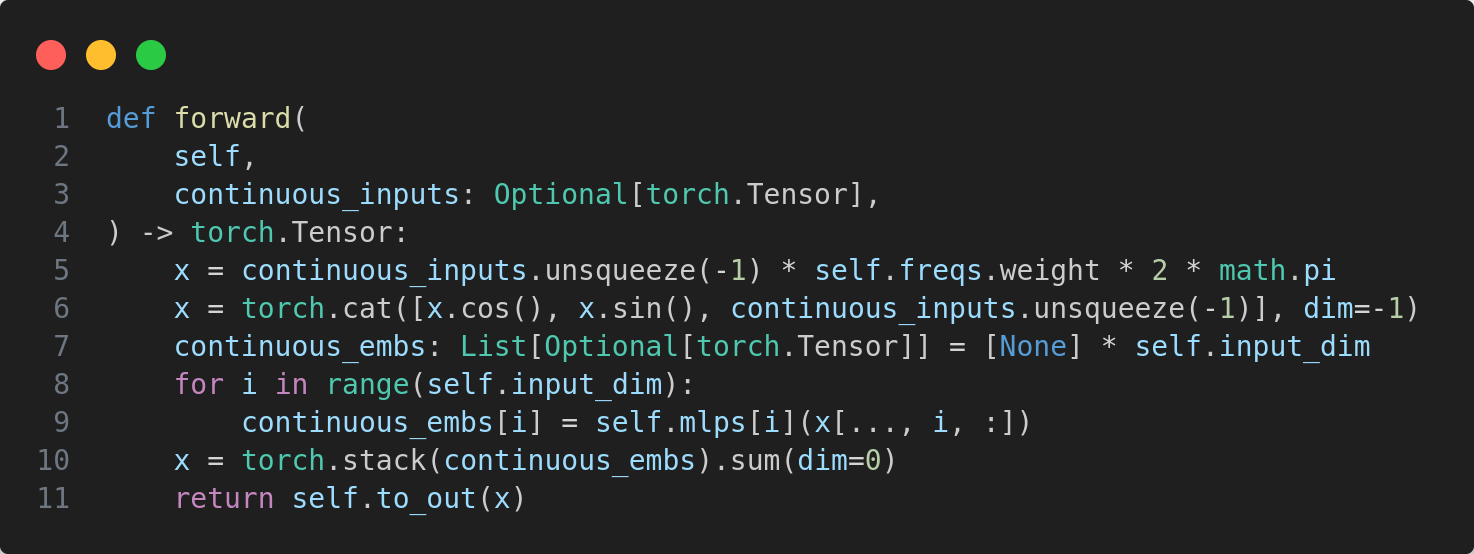 1 def forward(
2     self,
3     continuous_inputs: Optional[torch.Tensor],
4 ) -> torch.Tensor:
5     x = continuous_inputs.unsqueeze(-1) * self.freqs.weight * 2 * math.pi
6     x = torch.cat([x.cos(), x.sin(), continuous_inputs.unsqueeze(-1)], dim=-1)
7     continuous_embs: List[Optional[torch.Tensor]] = [None] * self.input_dim
8     for i in range(self.input_dim):
9         continuous_embs[i] = self.mlps[i](x[..., i, :])
10     x = torch.stack(continuous_embs).sum(dim=0)
11     return self.to_out(x)